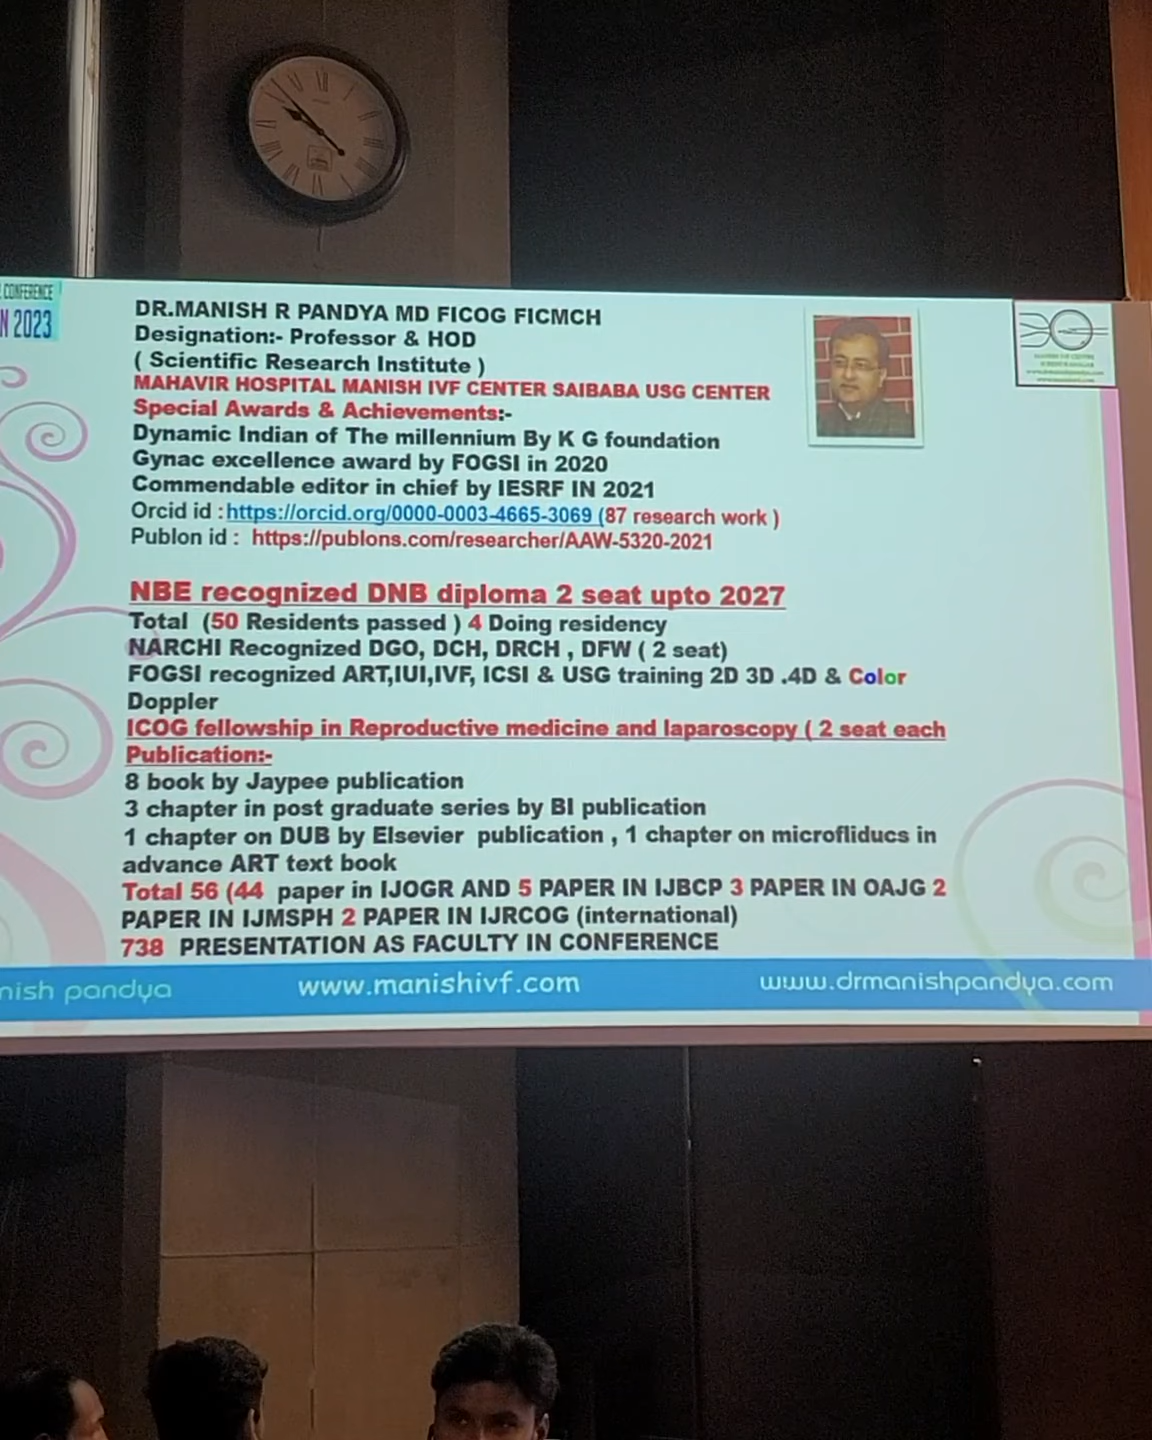 CONFERENCE
N 2023
DR.MANISH R PANDYA MD FICOG FICMCH
Designation:- Professor & HOD
( Scientific Research Institute )
MAHAVIR HOSPITAL MANISH IVF CENTER SAIBABA USG CENTER
Special Awards & Achievements:-
Dynamic Indian of The millennium By K G foundation
Gynac excellence award by FOGSI in 2020
Commendable editor in chief by IESRF IN 2021
Orcid id : https://orcid.org/0000-0003-4665-3069 (87 research work )
Publon id : https://publons.com/researcher/AAW-5320-2021
NBE recognized DNB diploma 2 seat upto 2027
Total (50 Residents passed ) 4 Doing residency
NARCHI Recognized DGO, DCH, DRCH , DFW ( 2 seat)
FOGSI recognized ART,IUI,IVF, ICSI & USG training 2D 3D .4D & Color
Doppler
ICOG fellowship in Reproductive medicine and laparoscopy ( 2 seat each
Publication:-
8 book by Jaypee publication
3 chapter in post graduate series by BI publication
1 chapter on DUB by Elsevier publication , 1 chapter on microfliducs in
advance ART text book
Total 56 (44 paper in IJOGR AND 5 PAPER IN IJBCP 3 PAPER IN OAJG 2
PAPER IN IJMSPH 2 PAPER IN IJRCOG (international)
738 PRESENTATION AS FACULTY IN CONFERENCE
nish pandya www.manishivf.com www.drmanishpandya.com